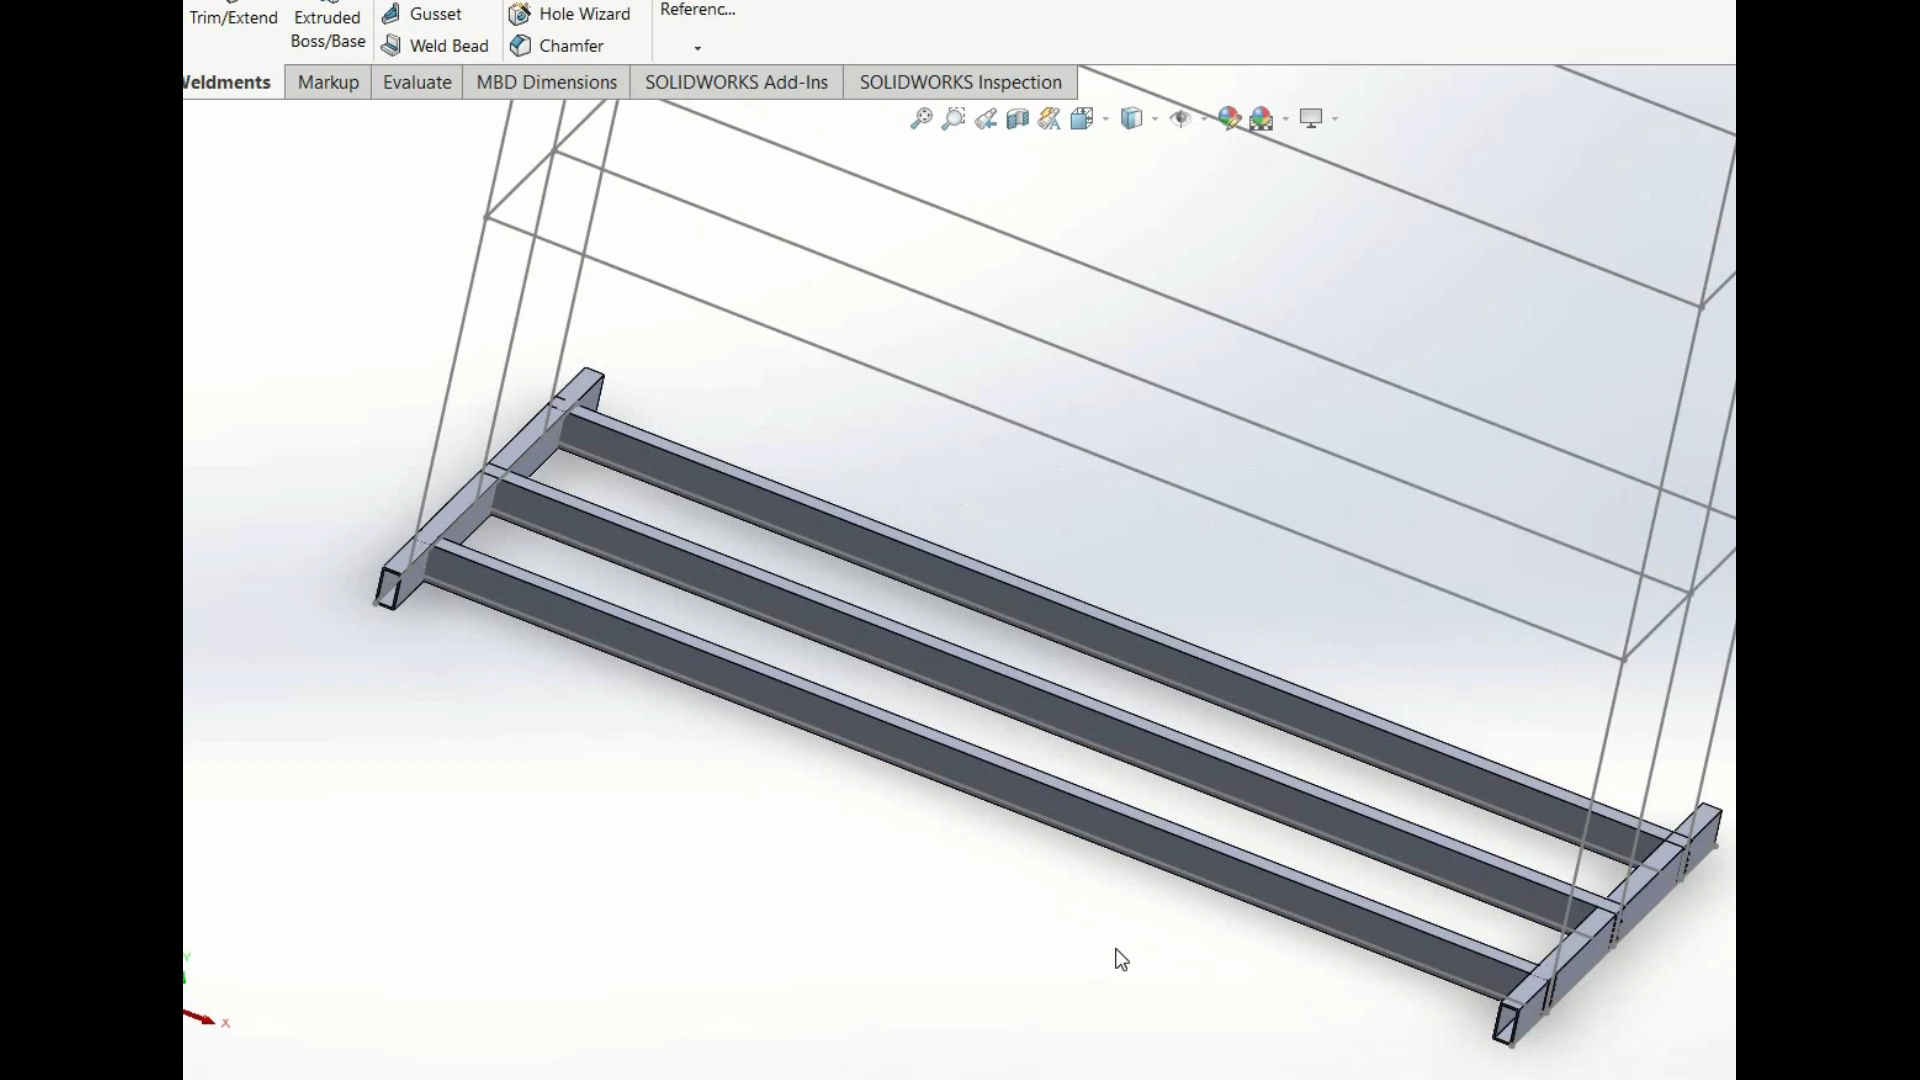 Trim/Extend
Extruded
Boss/Base
Gusset
Weld Bead
Hole Wizard
Chamfer
Referenc...
Weldments
Markup
Evaluate
MBD Dimensions
SOLIDWORKS Add-Ins
SOLIDWORKS Inspection
Y
X